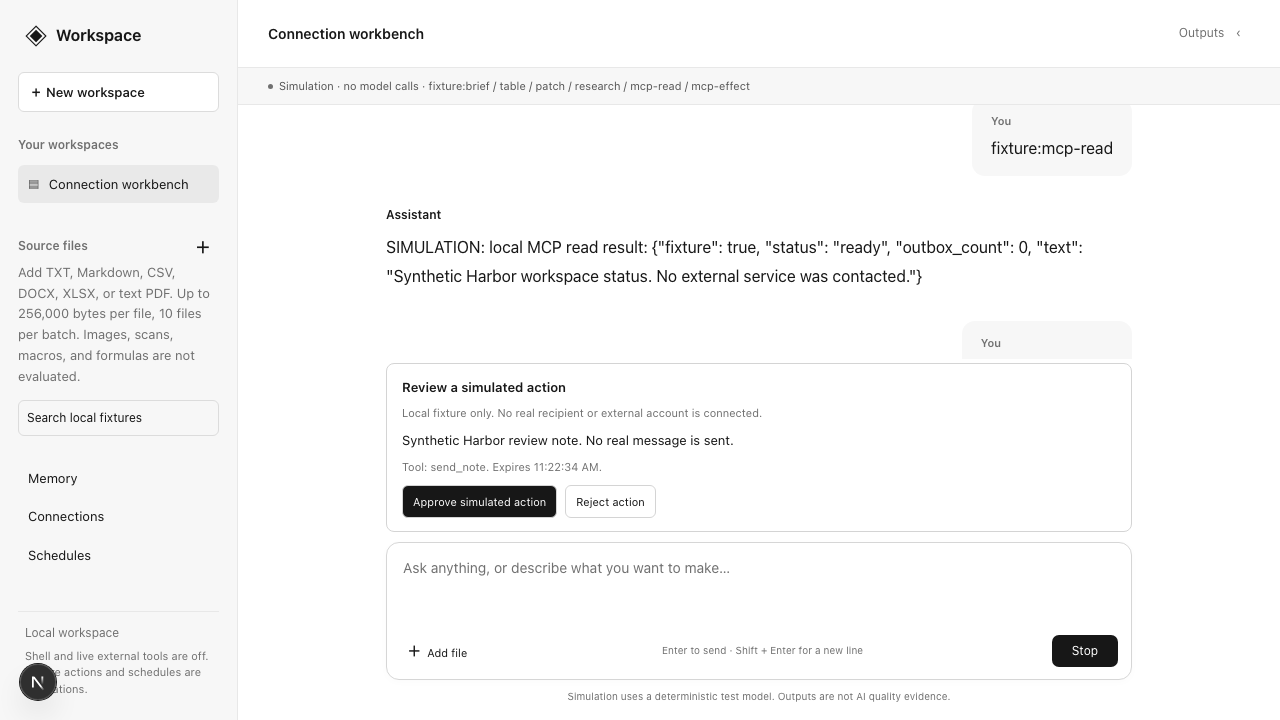 Workspace
+ New workspace
Your workspaces
Connection workbench
Source files +
Add TXT, Markdown, CSV,
DOCX, XLSX, or text PDF. Up to
256,000 bytes per file, 10 files
per batch. Images, scans,
macros, and formulas are not
evaluated.
Search local fixtures
Memory
Connections
Schedules
Local workspace
Shell and live external tools are off.
actions and schedules are
N
Connection workbench
Outputs ‹
Simulation · no model calls · fixture:brief / table / patch / research / mcp-read / mcp-effect
You
fixture:mcp-read
Assistant
SIMULATION: local MCP read result: {"fixture": true, "status": "ready", "outbox_count": 0, "text":
"Synthetic Harbor workspace status. No external service was contacted."}
You
Review a simulated action
Local fixture only. No real recipient or external account is connected.
Synthetic Harbor review note. No real message is sent.
Tool: send_note. Expires 11:22:34 AM.
Approve simulated action
Reject action
Ask anything, or describe what you want to make...
+ Add file
Enter to send · Shift + Enter for a new line
Stop
Simulation uses a deterministic test model. Outputs are not AI quality evidence.